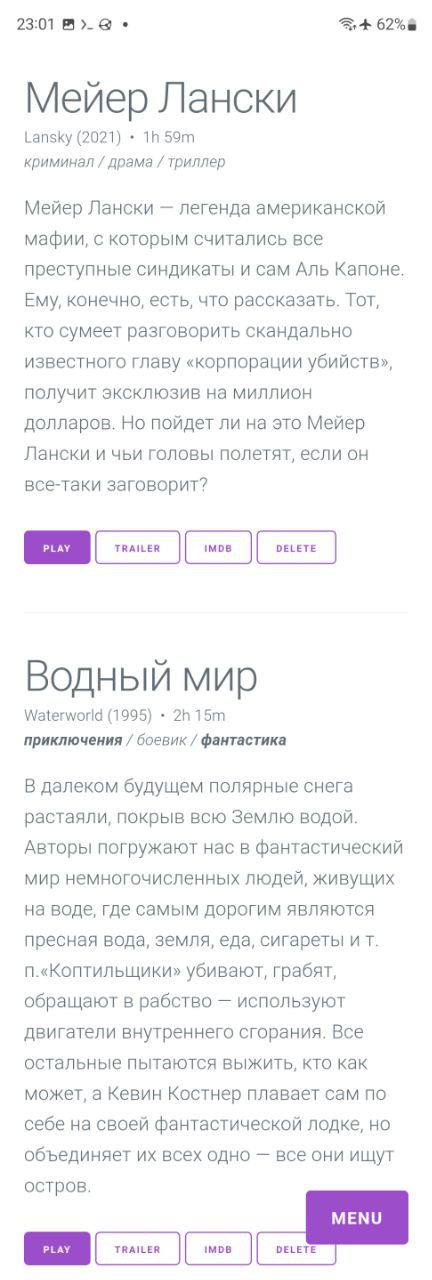 23:01 62%
Мейер Лански
Lansky (2021) • 1h 59m
криминал / драма / триллер
Мейер Лански — легенда американской
мафии, с которым считались все
преступные синдикаты и сам Аль Капоне.
Ему, конечно, есть, что рассказать. Тот,
кто сумеет разговорить скандально
известного главу «корпорации убийств»,
получит эксклюзив на миллион
долларов. Но пойдет ли на это Мейер
Лански и чьи головы полетят, если он
все-таки заговорит?
PLAY TRAILER IMDB DELETE
Водный мир
Waterworld (1995) • 2h 15m
приключения / боевик / фантастика
В далеком будущем полярные снега
растаяли, покрыв всю Землю водой.
Авторы погружают нас в фантастический
мир немногочисленных людей, живущих
на воде, где самым дорогим являются
пресная вода, земля, еда, сигареты и т.
п.«Коптильщики» убивают, грабят,
обращают в рабство — используют
двигатели внутреннего сгорания. Все
остальные пытаются выжить, кто как
может, а Кевин Костнер плавает сам по
себе на своей фантастической лодке, но
объединяет их всех одно — все они ищут
остров.
MENU
PLAY TRAILER IMDB DELETE